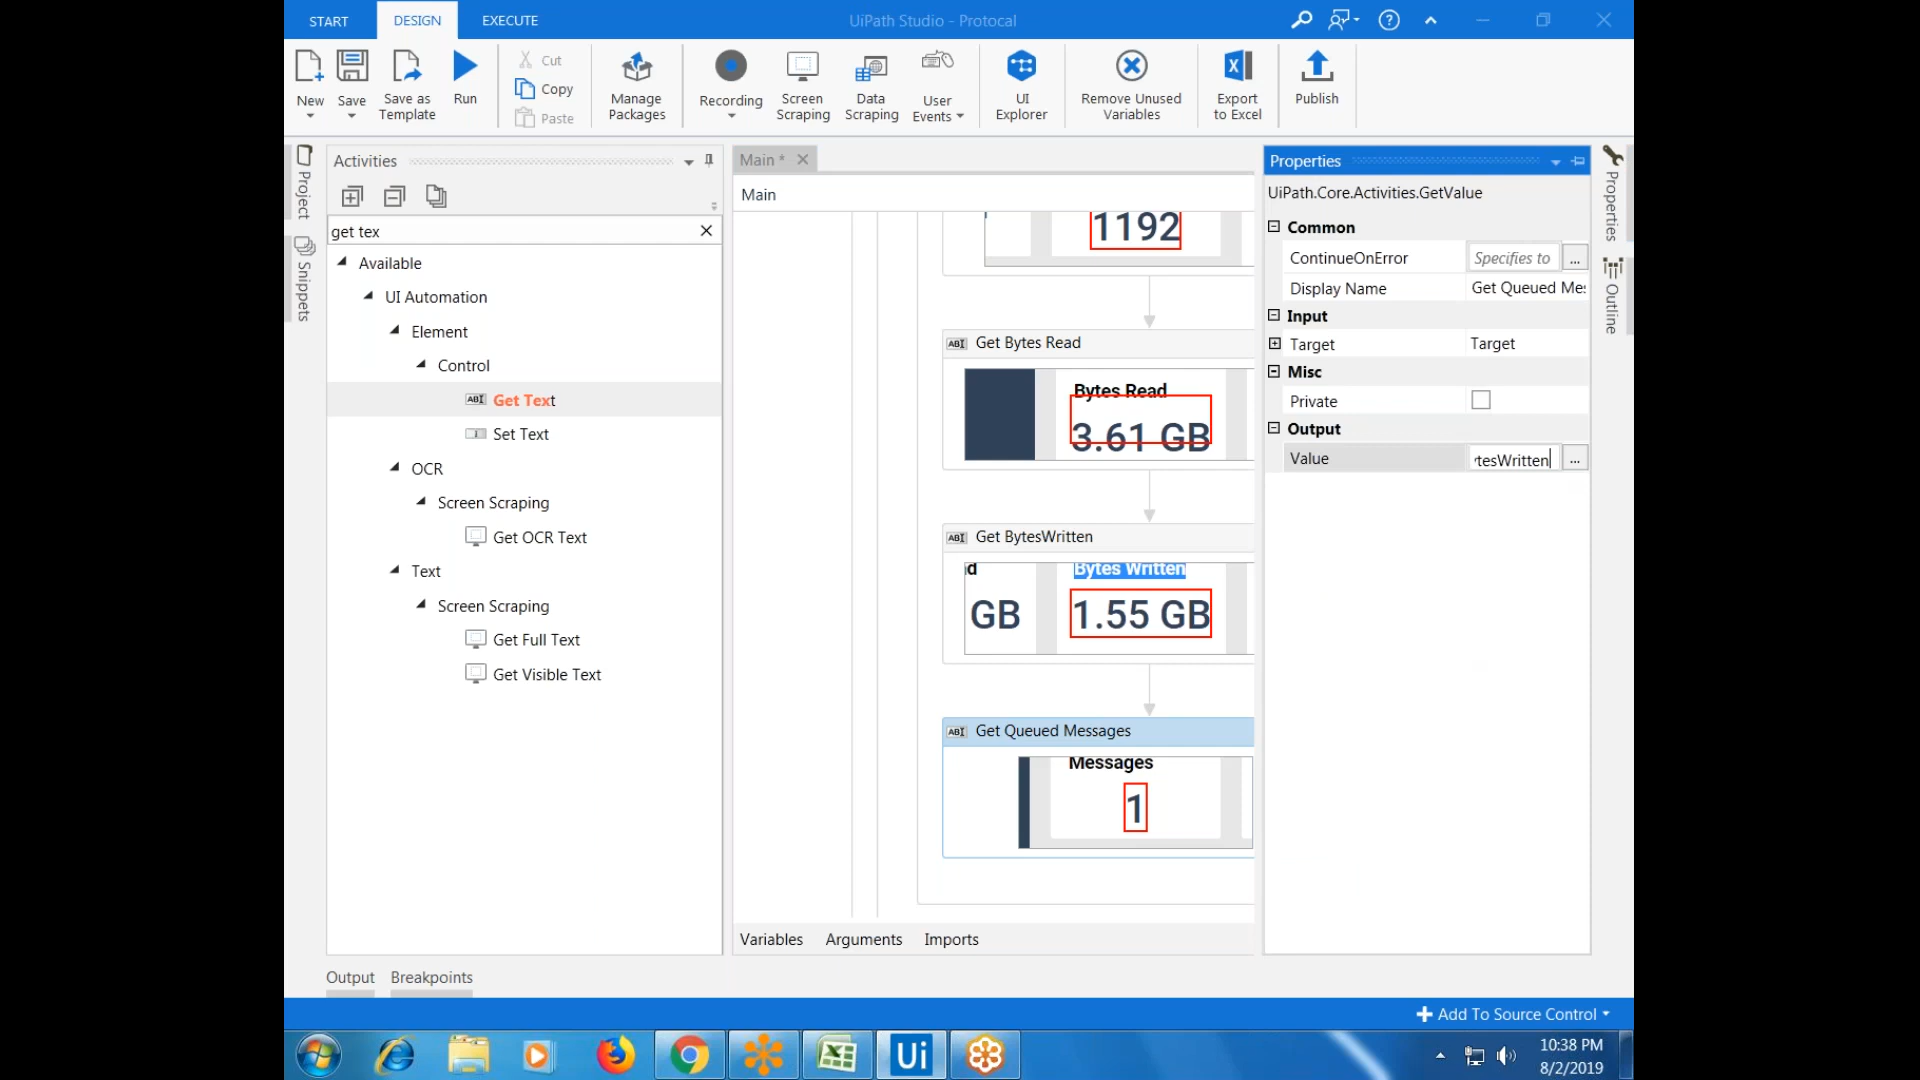 START
DESIGN
EXECUTE
UiPath Studio - Protocal
New
Save
Save as
Template
Run
Cut
Copy
Paste
Manage
Packages
Recording
Screen
Scraping
Data
Scraping
User
Events
UI
Explorer
Remove Unused
Variables
Export
to Excel
Publish
Project
Snippets
Activities
get tex
Available
UI Automation
Element
Control
Get Text
Set Text
OCR
Screen Scraping
Get OCR Text
Text
Screen Scraping
Get Full Text
Get Visible Text
Main *
Main
1192
Get Bytes Read
Bytes Read
3.61 GB
Get BytesWritten
d
GB
Bytes Written
1.55 GB
Get Queued Messages
Messages
1
Variables
Arguments
Imports
Properties
UiPath.Core.Activities.GetValue
Common
ContinueOnError
Specifies to
...
Display Name
Get Queued Mes
Input
Target
Target
Misc
Private
Output
Value
tesWritten
...
Properties
Outline
Output
Breakpoints
Add To Source Control
Ui
10:38 PM
8/2/2019